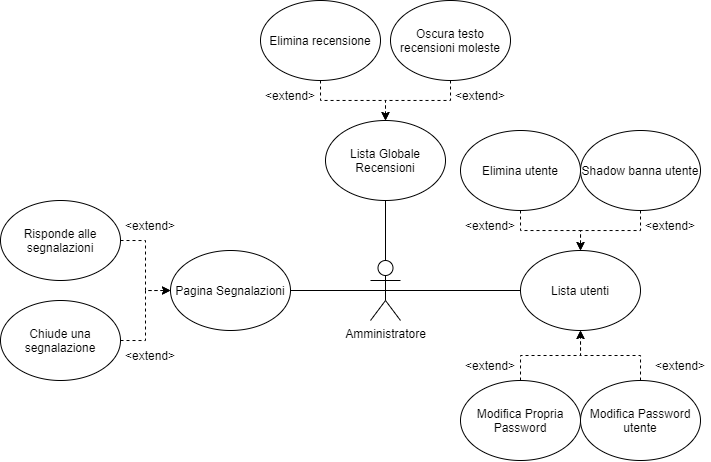 Elimina recensione
Oscura testo
recensioni moleste
<extend>
<extend>
Lista Globale
Recensioni
Elimina utente
Shadow banna utente
<extend>
<extend>
Risponde alle
segnalazioni
<extend>
Pagina Segnalazioni
Lista utenti
Amministratore
Chiude una
segnalazione
<extend>
<extend>
<extend>
Modifica Propria
Password
Modifica Password
utente